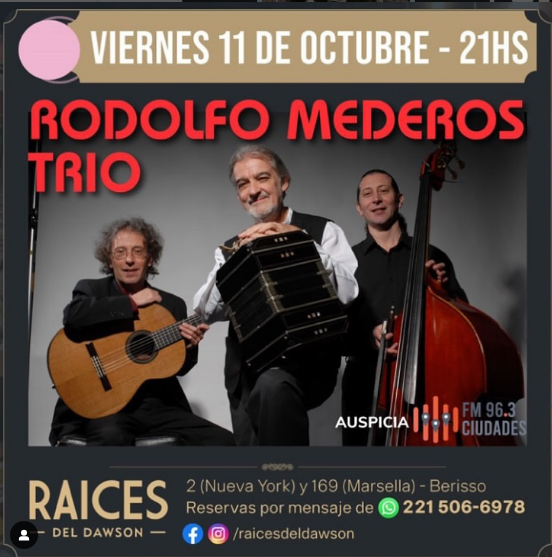 VIERNES 11 DE OCTUBRE - 21HS
RODOLFO MEDEROS
TRIO
AUSPICIA
FM 96.3
CIUDADES
RAICES
DEL DAWSON
2 (Nueva York) y 169 (Marsella) - Berisso
Reservas por mensaje de 221 506-6978
/raicesdeldawson